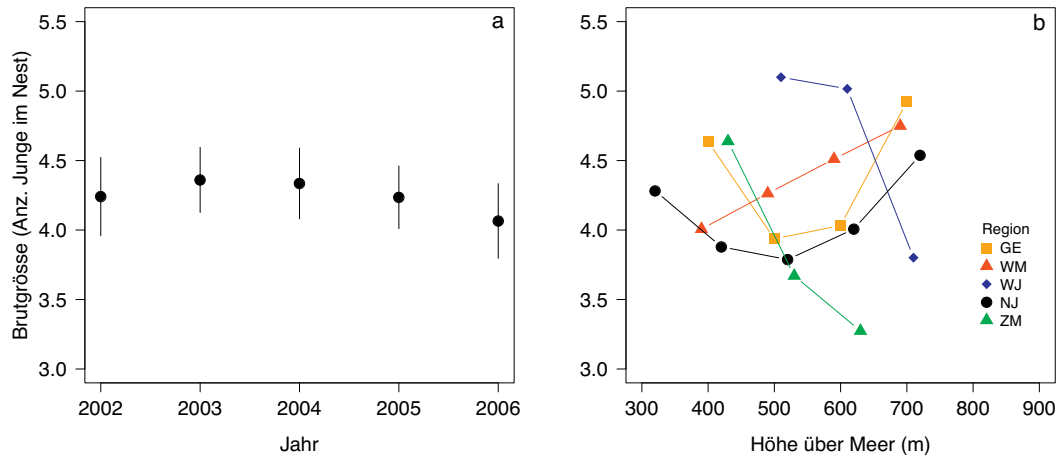 a
5.5
5.0
4.5
4.0
3.5
3.0
Brutgrösse (Anz. Junge im Nest)
2002 2003 2004 2005 2006
Jahr
b
5.5
5.0
4.5
4.0
3.5
3.0
Region
GE
WM
WJ
NJ
ZM
300 400 500 600 700 800 900
Höhe über Meer (m)